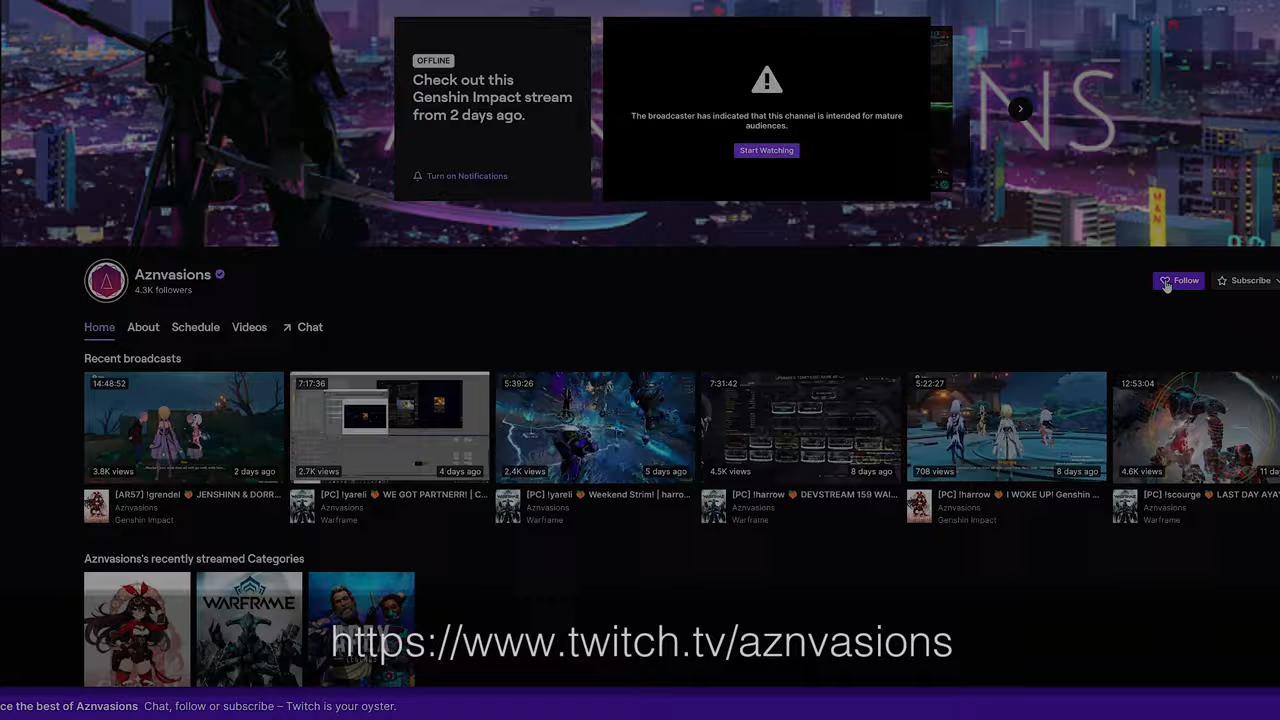 OFFLINE
Check out this
Genshin Impact stream
from 2 days ago.
Turn on Notifications
The broadcaster has indicated that this channel is intended for mature
audiences.
Start Watching
NS
MAN
Aznvasions
4.3K followers
Follow
Subscribe
Home About Schedule Videos Chat
Recent broadcasts
14:48:52
3.8K views
2 days ago
[AR57] !grendel 🧡 JENSHINN & DORR...
Aznvasions
Genshin Impact
7:17:36
2.7K views
4 days ago
[PC] !yareli 🧡 WE GOT PARTNERR! | C...
Aznvasions
Warframe
5:39:26
2.4K views
5 days ago
[PC] !yareli 🧡 Weekend Strim! | harro...
Aznvasions
Warframe
7:31:42
4.5K views
8 days ago
[PC] !harrow 🧡 DEVSTREAM 159 WAI...
Aznvasions
Warframe
5:22:27
708 views
8 days ago
[PC] !harrow 🧡 I WOKE UP! Genshin ...
Aznvasions
Genshin Impact
12:53:04
4.6K views
11 da
[PC] !scourge 🧡 LAST DAY AYA
Aznvasions
Warframe
Aznvasions's recently streamed Categories
WARFRAME
https://www.twitch.tv/aznvasions
ce the best of Aznvasions Chat, follow or subscribe – Twitch is your oyster.